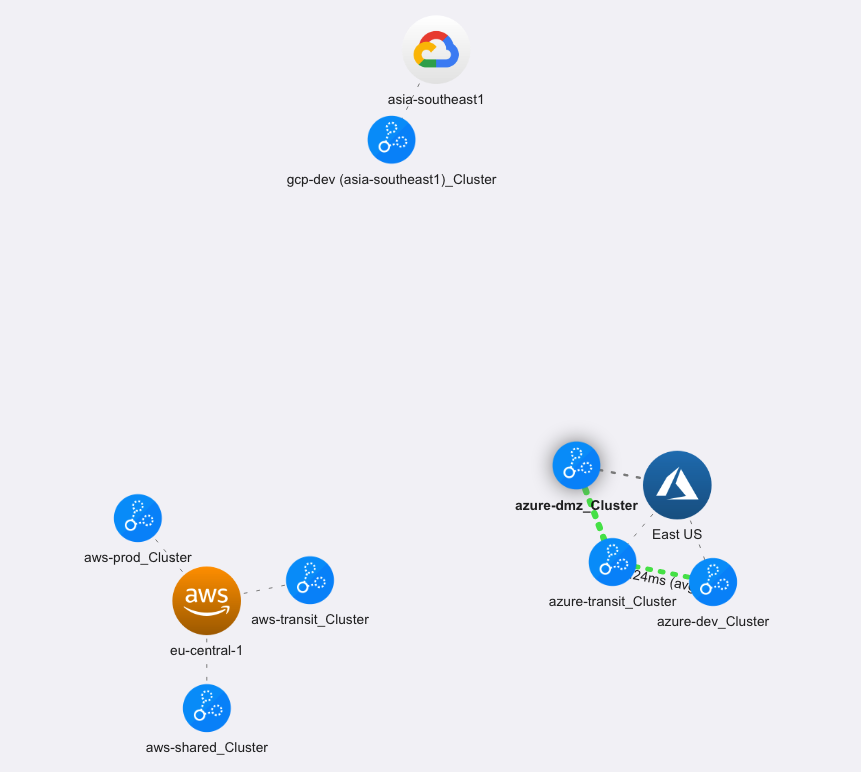 asia-southeast1
gcp-dev (asia-southeast1)_Cluster
azure-dmz_Cluster
East US
24ms (avg
azure-transit_Cluster
azure-dev_Cluster
aws-prod_Cluster
aws
aws-transit_Cluster
eu-central-1
aws-shared_Cluster